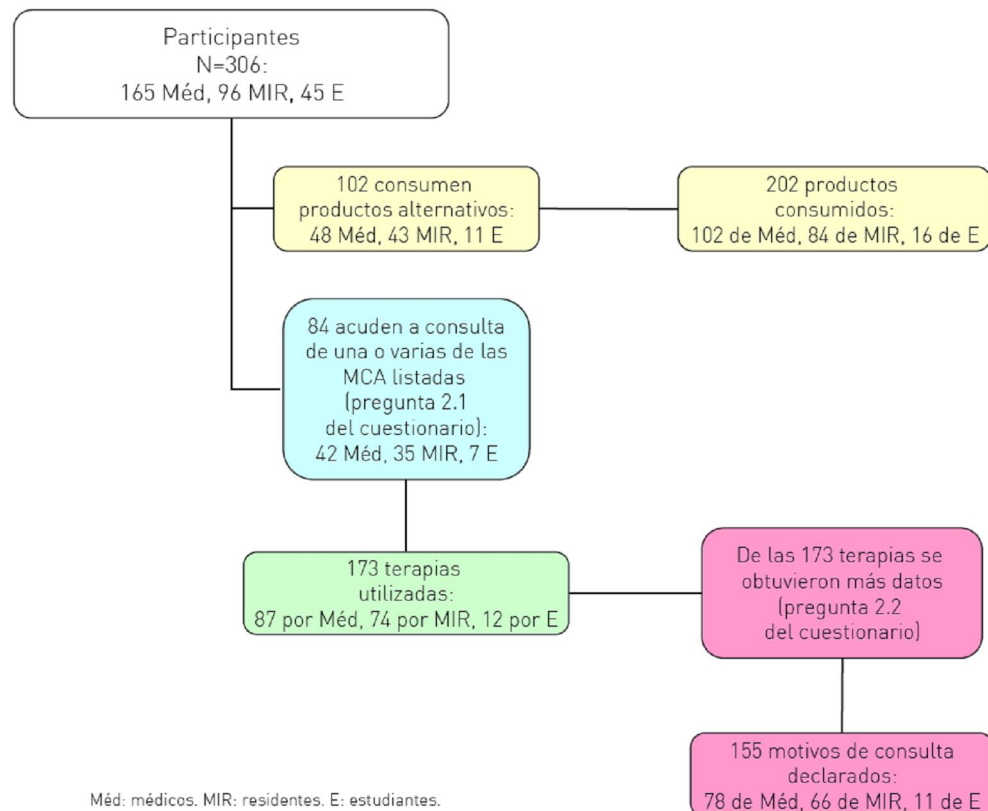 Participantes
N=306:
165 Méd, 96 MIR, 45 E
102 consumen
productos alternativos:
48 Méd, 43 MIR, 11 E
202 productos
consumidos:
102 de Méd, 84 de MIR, 16 de E
84 acuden a consulta
de una o varias de las
MCA listadas
(pregunta 2.1
del cuestionario):
42 Méd, 35 MIR, 7 E
173 terapias
utilizadas:
87 por Méd, 74 por MIR, 12 por E
De las 173 terapias se
obtuvieron más datos
(pregunta 2.2
del cuestionario)
155 motivos de consulta
declarados:
78 de Méd, 66 de MIR, 11 de E
Méd: médicos. MIR: residentes. E: estudiantes.